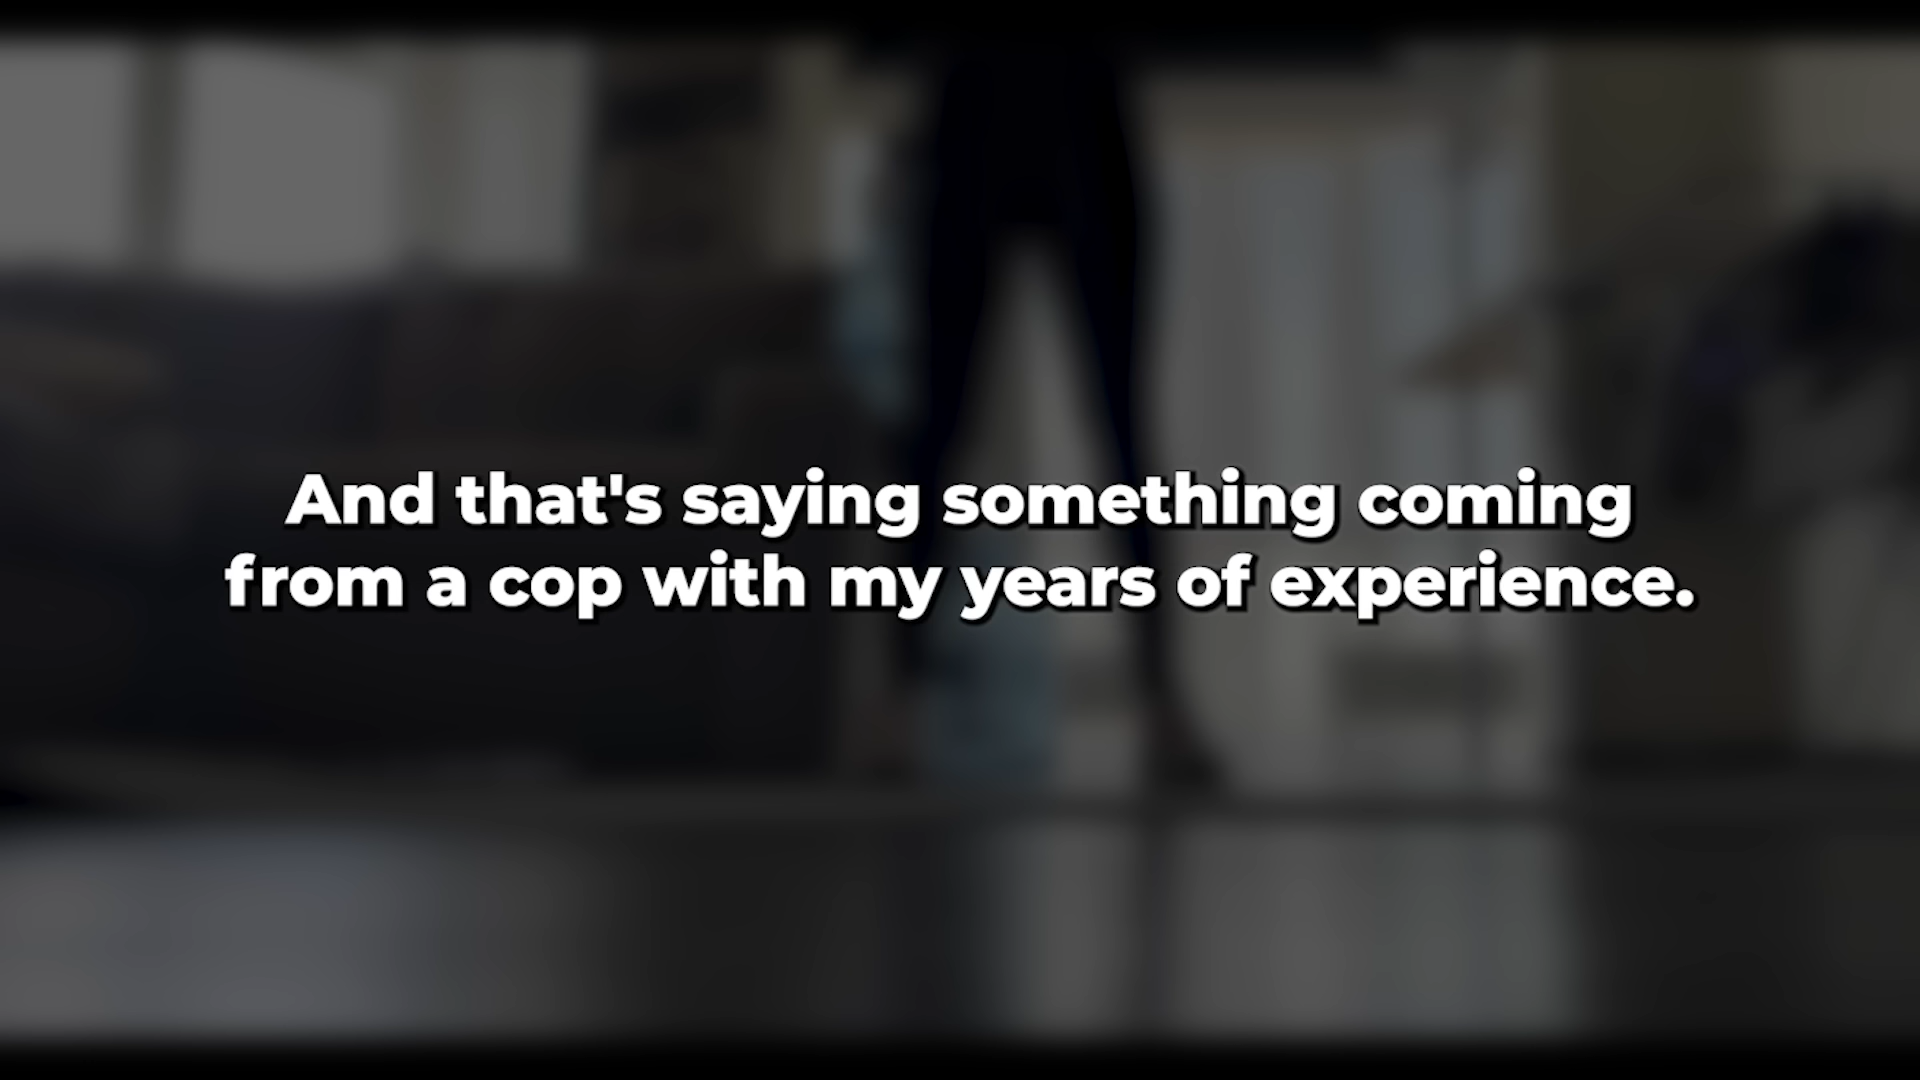 And that's saying something coming
from a cop with my years of experience.